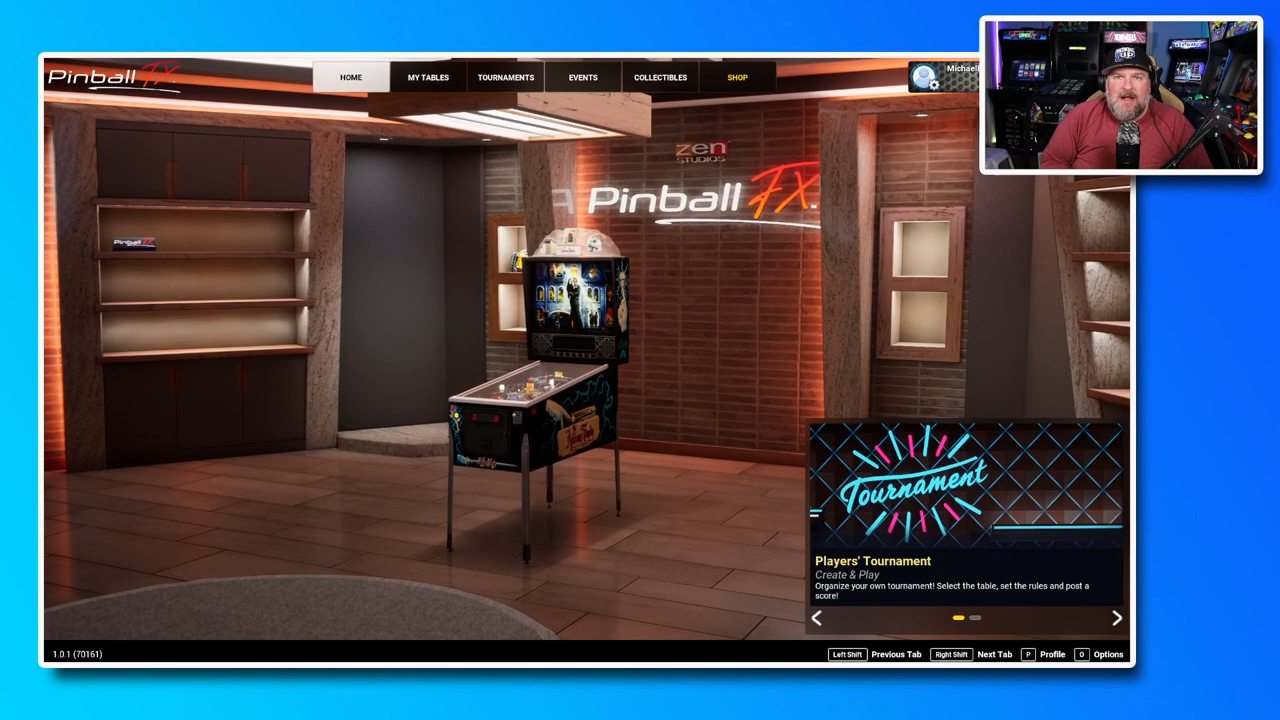 Pinball FX
HOME
MY TABLES
TOURNAMENTS
EVENTS
COLLECTIBLES
SHOP
Michael
zen
STUDIOS
Pinball FX
Pinball FX
Tournament
Players' Tournament
Create & Play
Organize your own tournament! Select the table, set the rules and post a
score!
1.0.1 (70161)
Left Shift Previous Tab Right Shift Next Tab P Profile O Options